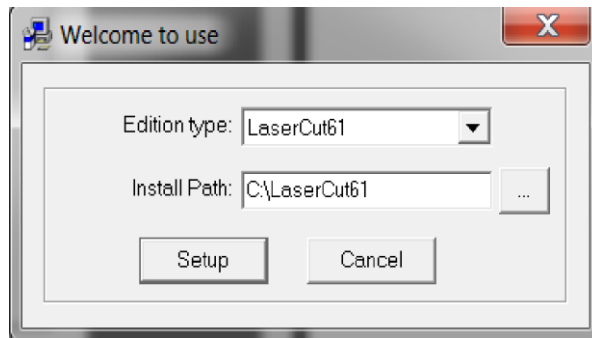 Welcome to use
X
Edition type: LaserCut61
Install Path: C:\LaserCut61 ...
Setup Cancel